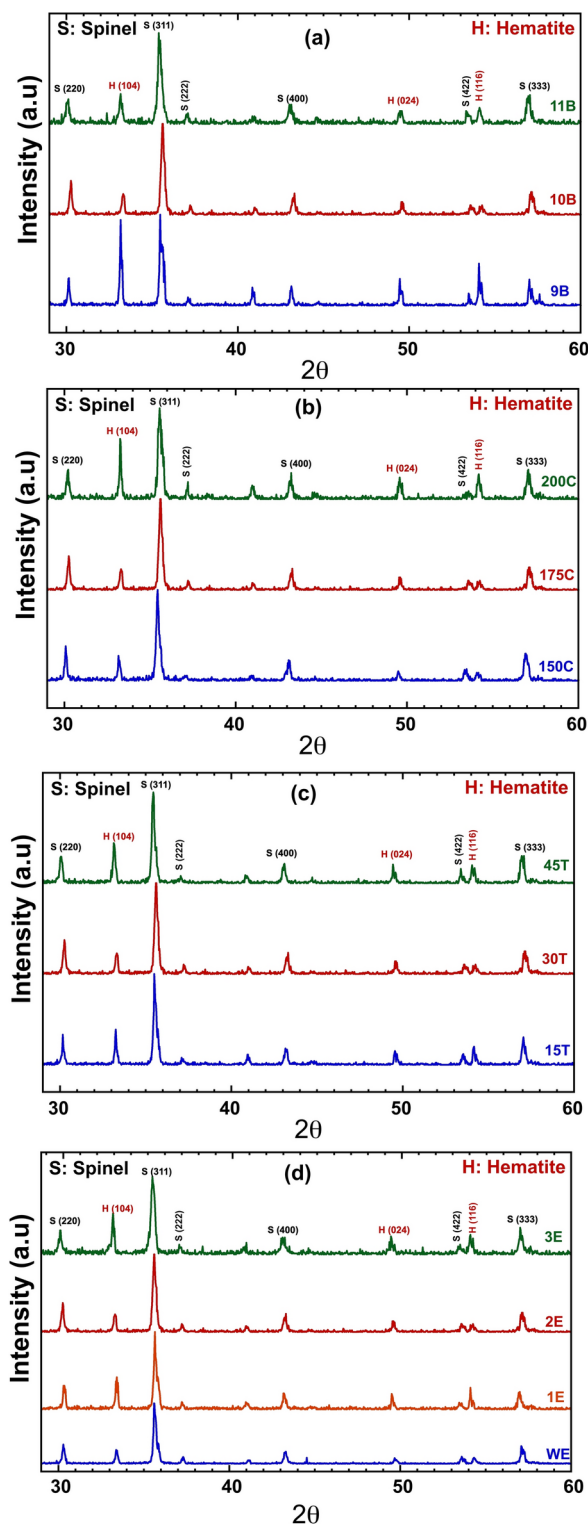 S: Spinel
S (311)
(a)
H: Hematite
S (220)
H (104)
S (222)
S (400)
H (024)
S (422)
H (116)
S (333)
11B
10B
9B
Intensity (a.u)
30
40
50
60
2θ
S: Spinel
S (311)
(b)
H: Hematite
S (220)
H (104)
S (222)
S (400)
H (024)
S (422)
H (116)
S (333)
200C
175C
150C
Intensity (a.u)
30
40
50
60
2θ
S: Spinel
S (311)
(c)
H: Hematite
S (220)
H (104)
S (222)
S (400)
H (024)
S (422)
H (116)
S (333)
45T
30T
15T
Intensity (a.u)
30
40
50
60
2θ
S: Spinel
S (311)
(d)
H: Hematite
S (220)
H (104)
S (222)
S (400)
H (024)
S (422)
H (116)
S (333)
3E
2E
1E
WE
Intensity (a.u)
30
40
50
60
2θ